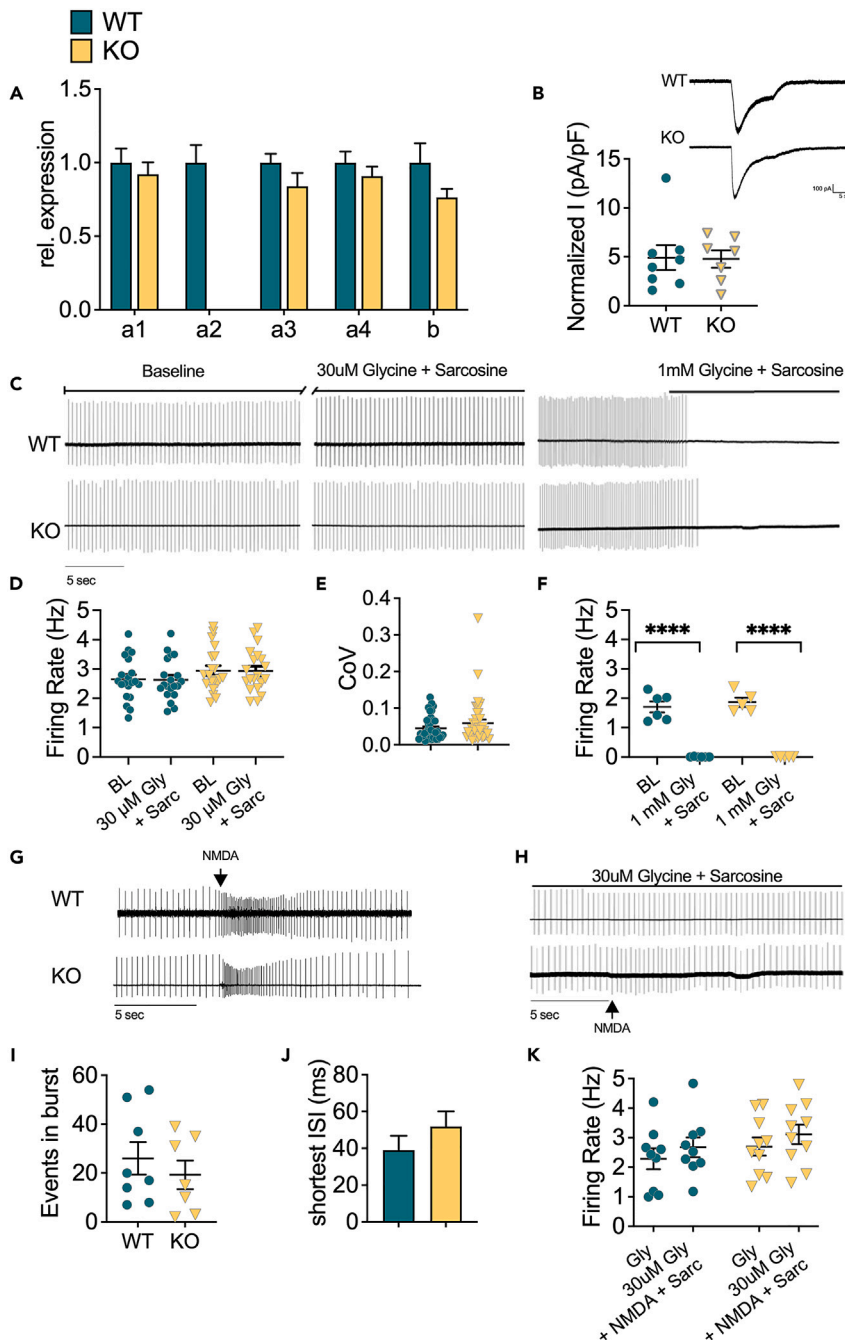 WT
KO
A
1.5
1.0
0.5
0.0
rel. expression
a1 a2 a3 a4 b
B
WT
KO
100 pA
15
10
5
0
Normalized I (pA/pF)
WT KO
C
Baseline
30uM Glycine + Sarcosine
1mM Glycine + Sarcosine
WT
KO
5 sec
D
5
4
3
2
1
0
Firing Rate (Hz)
BL
30 µM Gly
+ Sarc
BL
30 µM Gly
+ Sarc
E
0.4
0.3
0.2
0.1
0.0
CoV
F
5
4
3
2
1
0
Firing Rate (Hz)
**** ****
BL
1 mM Gly
+ Sarc
BL
1 mM Gly
+ Sarc
G
NMDA
WT
KO
5 sec
H
30uM Glycine + Sarcosine
5 sec
NMDA
I
60
40
20
0
Events in burst
WT KO
J
80
60
40
20
0
shortest ISI (ms)
K
5
4
3
2
1
0
Firing Rate (Hz)
Gly
30uM Gly
+ NMDA + Sarc
Gly
30uM Gly
+ NMDA + Sarc